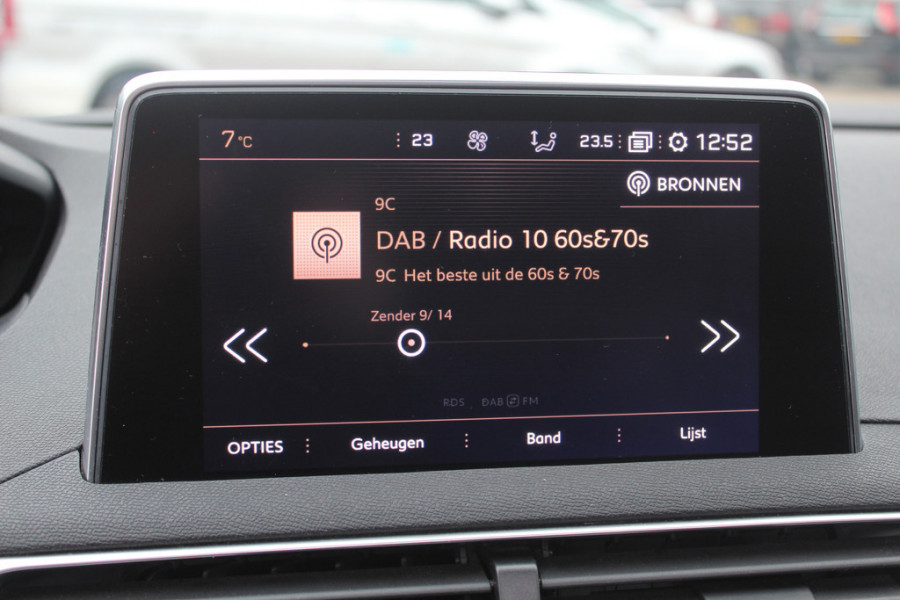 7°C 23 23.5 12:52
BRONNEN
9C
DAB / Radio 10 60s&70s
9C Het beste uit de 60s & 70s
Zender 9/ 14
RDS DAB FM
OPTIES Geheugen Band Lijst